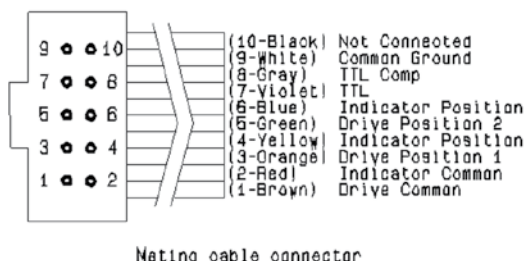 9 10
7 8
5 6
3 4
1 2
(10-Black) Not Connected
(9-White) Common Ground
(8-Gray) TTL Comp
(7-Violet) TTL
(6-Blue) Indicator Position
(5-Green) Drive Position 2
(4-Yellow) Indicator Position
(3-Orange) Drive Position 1
(2-Red) Indicator Common
(1-Brown) Drive Common
Mating cable connector